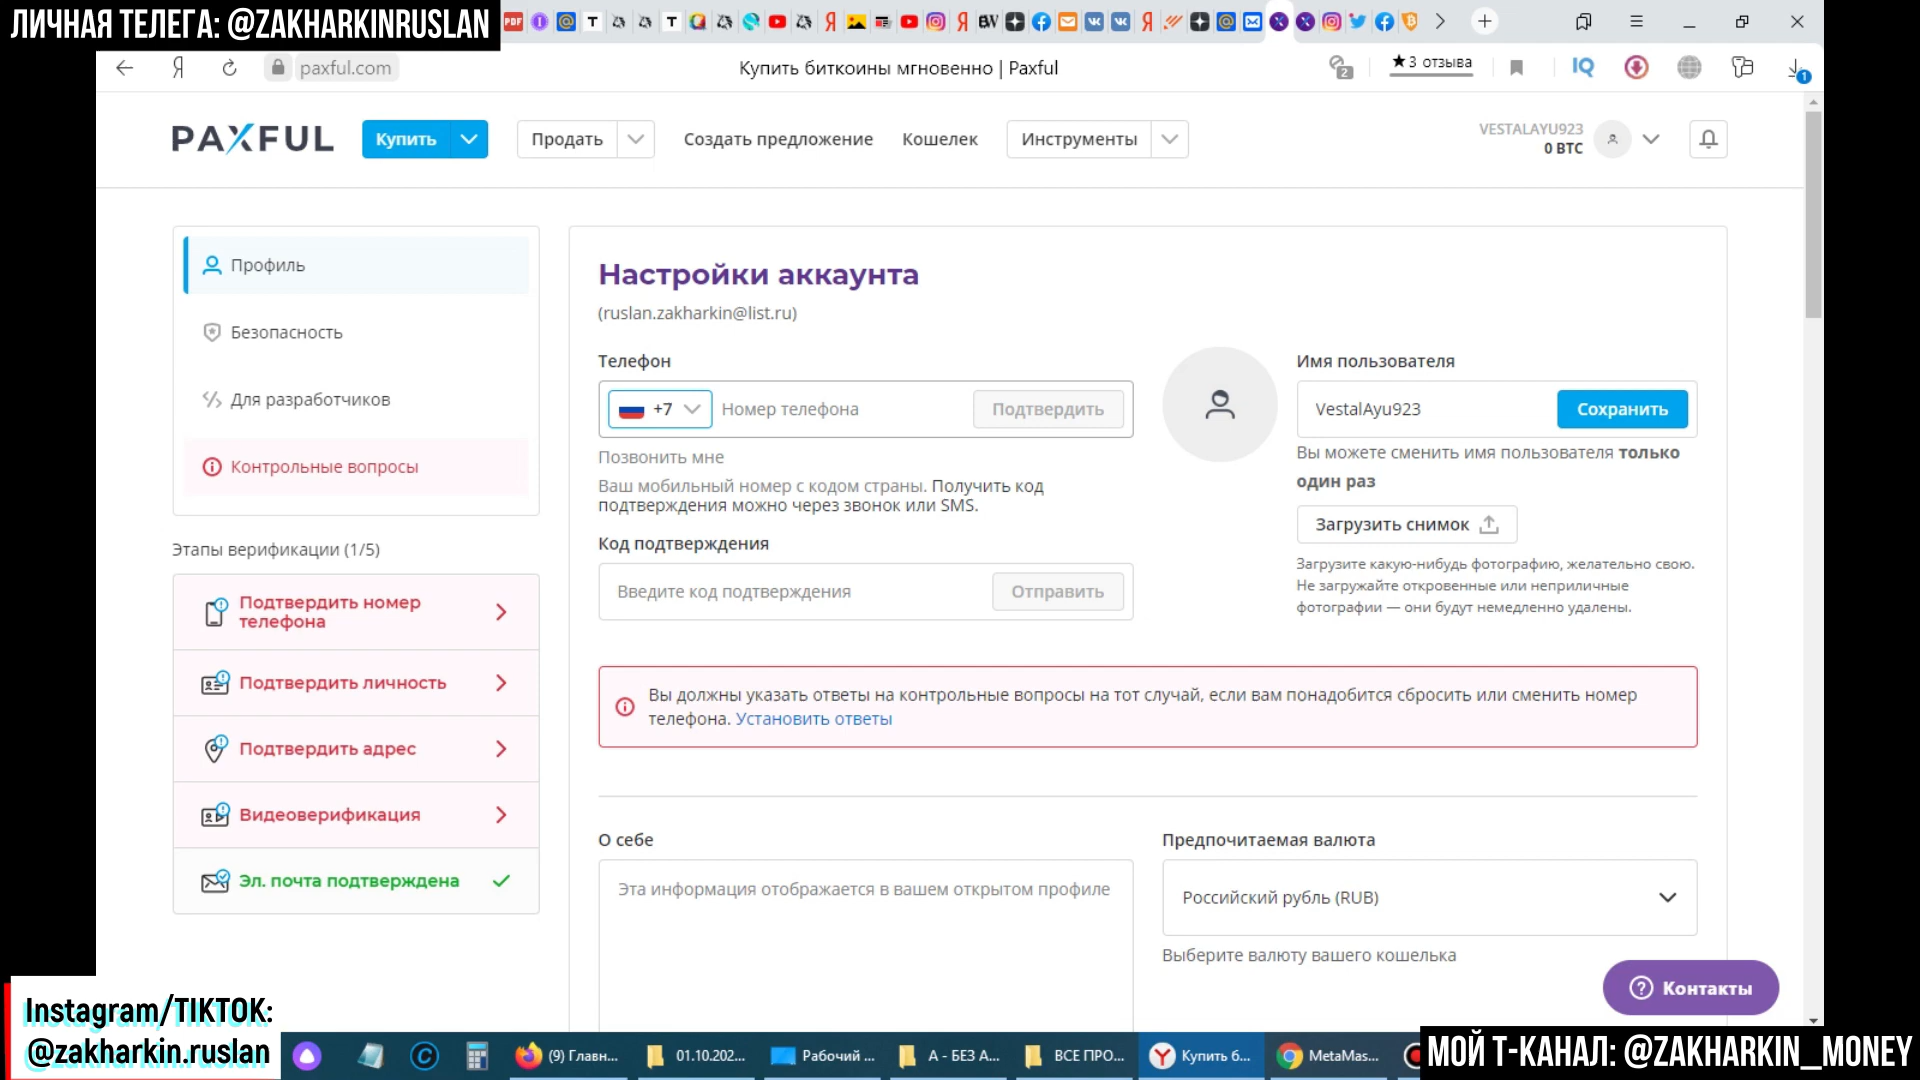 ЛИЧНАЯ ТЕЛЕГА: @ZAKHARKINRUSLAN
paxful.com
Купить биткоины мгновенно | Paxful
2
★3 отзыва
IQ
1
PAXFUL
Купить
Продать
Создать предложение
Кошелек
Инструменты
VESTALAYU923
0 BTC
Профиль
Безопасность
Для разработчиков
Контрольные вопросы
Этапы верификации (1/5)
Подтвердить номер
телефона
Подтвердить личность
Подтвердить адрес
Видеоверификация
Эл. почта подтверждена
Настройки аккаунта
(ruslan.zakharkin@list.ru)
Телефон
+7
Номер телефона
Подтвердить
Позвонить мне
Ваш мобильный номер с кодом страны. Получить код
подтверждения можно через звонок или SMS.
Код подтверждения
Введите код подтверждения
Отправить
Имя пользователя
VestalAyu923
Сохранить
Вы можете сменить имя пользователя только
один раз
Загрузить снимок
Загрузите какую-нибудь фотографию, желательно свою.
Не загружайте откровенные или неприличные
фотографии — они будут немедленно удалены.
Вы должны указать ответы на контрольные вопросы на тот случай, если вам понадобится сбросить или сменить номер
телефона. Установить ответы
О себе
Эта информация отображается в вашем открытом профиле
Предпочитаемая валюта
Российский рубль (RUB)
Выберите валюту вашего кошелька
Контакты
Instagram/TIKTOK:
@zakharkin.ruslan
(9) Главн...
01.10.202...
Рабочий ...
А - БЕЗ А...
ВСЕ ПРО...
Купить б...
MetaMas...
МОЙ Т-КАНАЛ: @ZAKHARKIN_MONEY